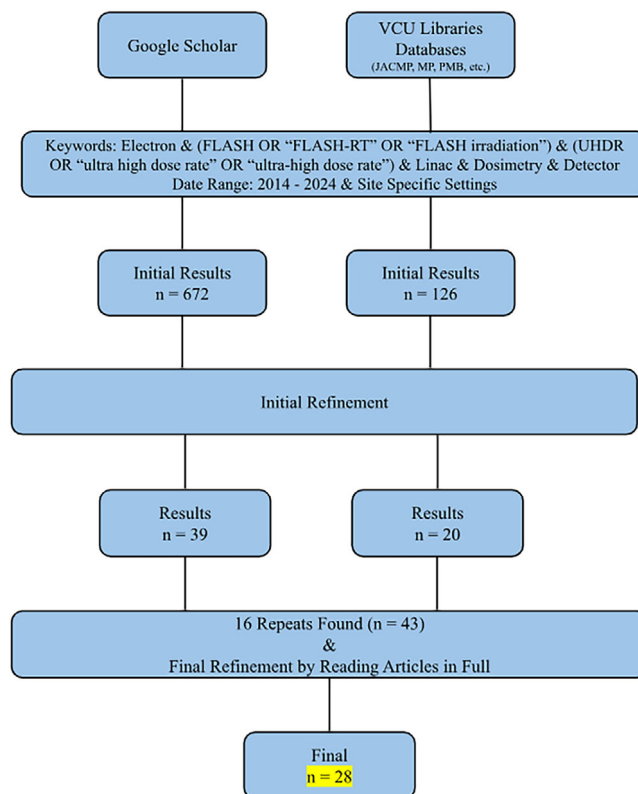 Google Scholar
VCU Libraries
Databases
(JACMP, MP, PMB, etc.)
Keywords: Electron & (FLASH OR “FLASH-RT” OR “FLASH irradiation”) & (UHDR
OR “ultra high dose rate” OR “ultra-high dose rate”) & Linac & Dosimetry & Detector
Date Range: 2014 - 2024 & Site Specific Settings
Initial Results
n = 672
Initial Results
n = 126
Initial Refinement
Results
n = 39
Results
n = 20
16 Repeats Found (n = 43)
&
Final Refinement by Reading Articles in Full
Final
n = 28